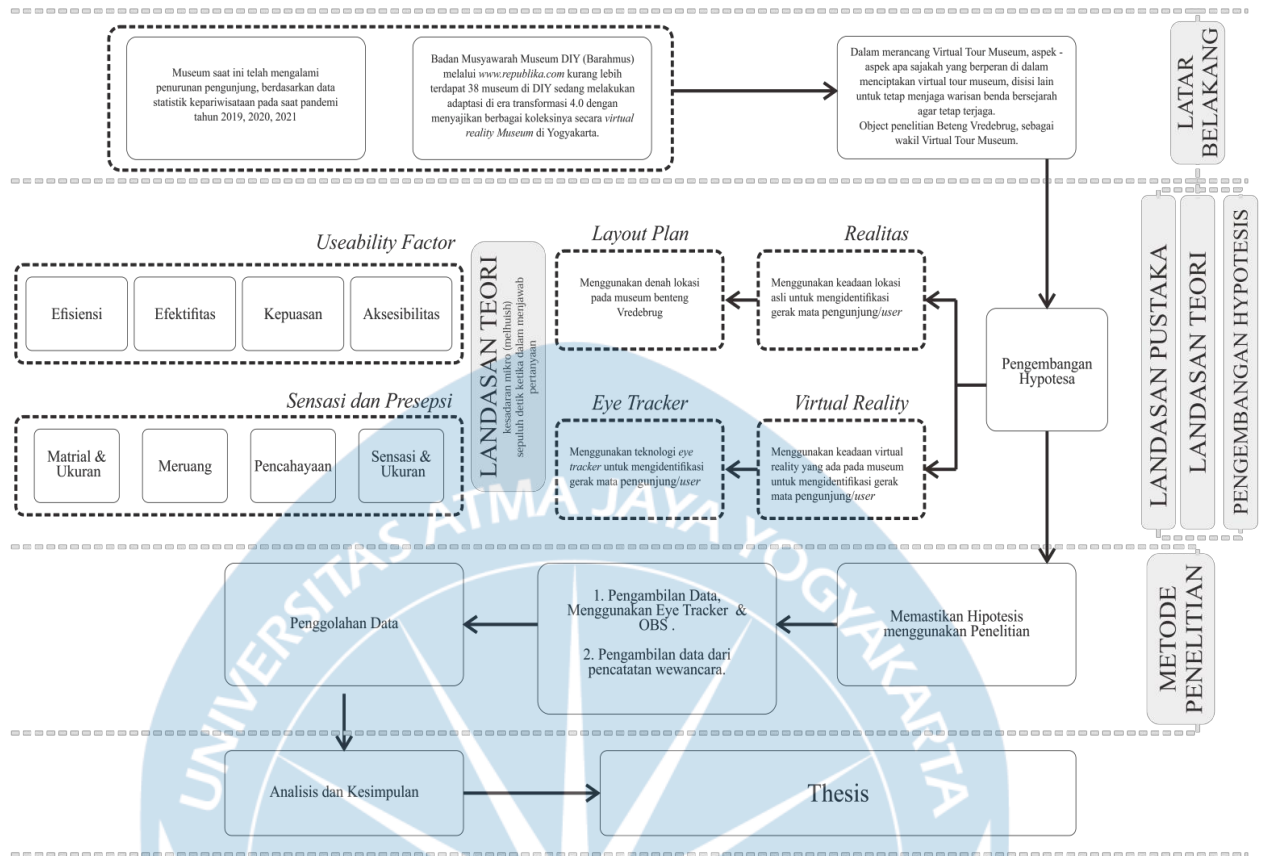 Museum saat ini telah mengalami
penurunan pengunjung, berdasarkan data
statistik kepariwisataan pada saat pandemi
tahun 2019, 2020, 2021
Badan Musyawarah Museum DIY (Barahmus)
melalui www.republika.com kurang lebih
terdapat 38 museum di DIY sedang melakukan
adaptasi di era transformasi 4.0 dengan
menyajikan berbagai koleksinya secara virtual
reality Museum di Yogyakarta.
Dalam merancang Virtual Tour Museum, aspek -
aspek apa sajakah yang berperan di dalam
menciptakan virtual tour museum, disisi lain
untuk tetap menjaga warisan benda bersejarah
agar tetap terjaga.
Object penelitian Beteng Vredebrug, sebagai
wakil Virtual Tour Museum.
LATAR
BELAKANG
Useability Factor
Efisiensi
Efektifitas
Kepuasan
Aksesibilitas
Sensasi dan Presepsi
Matrial &
Ukuran
Meruang
Pencahayaan
Sensasi &
Ukuran
LANDASAN TEORI
kesadaran mikro (melhuish)
sepuluh detik ketika dalam menjawab
pertanyaan
Layout Plan
Menggunakan denah lokasi
pada museum benteng
Vredebrug
Realitas
Menggunakan keadaan lokasi
asli untuk mengidentifikasi
gerak mata pengunjung/user
Eye Tracker
Menggunakan teknologi eye
tracker untuk mengidentifikasi
gerak mata pengunjung/user
Virtual Reality
Menggunakan keadaan virtual
reality yang ada pada museum
untuk mengidentifikasi gerak
mata pengunjung/user
Pengembangan
Hypotesa
LANDASAN PUSTAKA
LANDASAN TEORI
PENGEMBANGAN HYPOTESIS
Penggolahan Data
1. Pengambilan Data,
Menggunakan Eye Tracker &
OBS .
2. Pengambilan data dari
pencatatan wewancara.
Memastikan Hipotesis
menggunakan Penelitian
METODE
PENELITIAN
Analisis dan Kesimpulan
Thesis
UNIVERSITAS ATMA JAYA YOGYAKARTA